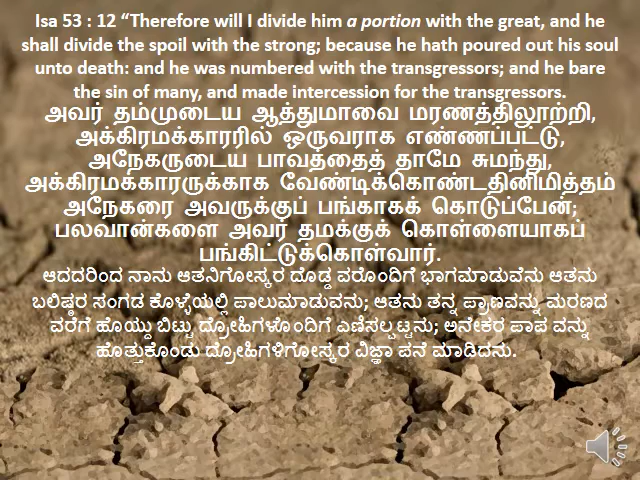 Isa 53 : 12 “Therefore will I divide him a portion with the great, and he
shall divide the spoil with the strong; because he hath poured out his soul
unto death: and he was numbered with the transgressors; and he bare
the sin of many, and made intercession for the transgressors.
அவர் தம்முடைய ஆத்துமாவை மரணத்திலூற்றி,
அக்கிரமக்காரரில் ஒருவராக எண்ணப்பட்டு,
அநேகருடைய பாவத்தைத் தாமே சுமந்து,
அக்கிரமக்காரருக்காக வேண்டிக்கொண்டதினிமித்தம்
அநேகரை அவருக்குப் பங்காகக் கொடுப்பேன்;
பலவான்களை அவர் தமக்குக் கொள்ளையாகப்
பங்கிட்டுக்கொள்வார்.
ಆದದರಿಂದ ನಾನು ಆತನಿಗೋಸ್ಕರ ದೊಡ್ಡ ವರೊಂದಿಗೆ ಭಾಗಮಾಡುವೆನು ಆತನು
ಬಲಿಷ್ಠರ ಸಂಗಡ ಕೊಳ್ಳೆಯಲ್ಲಿ ಪಾಲುಮಾಡುವನು; ಆತನು ತನ್ನ ಪ್ರಾಣವನ್ನು ಮರಣದ
ವರೆಗೆ ಹೊಯ್ದು ಬಿಟ್ಟು ದ್ರೋಹಿಗಳೊಂದಿಗೆ ಎಣಿಸಲ್ಪಟ್ಟನು; ಅನೇಕರ ಪಾಪ ವನ್ನು
ಹೊತ್ತುಕೊಂಡು ದ್ರೋಹಿಗಳಿಗೋಸ್ಕರ ವಿಜ್ಞಾ ಪನೆ ಮಾಡಿದನು.